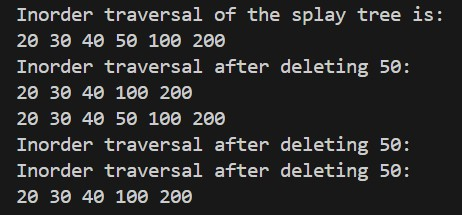 Inorder traversal of the splay tree is:
20 30 40 50 100 200
Inorder traversal after deleting 50:
20 30 40 100 200
20 30 40 50 100 200
Inorder traversal after deleting 50:
Inorder traversal after deleting 50:
20 30 40 100 200